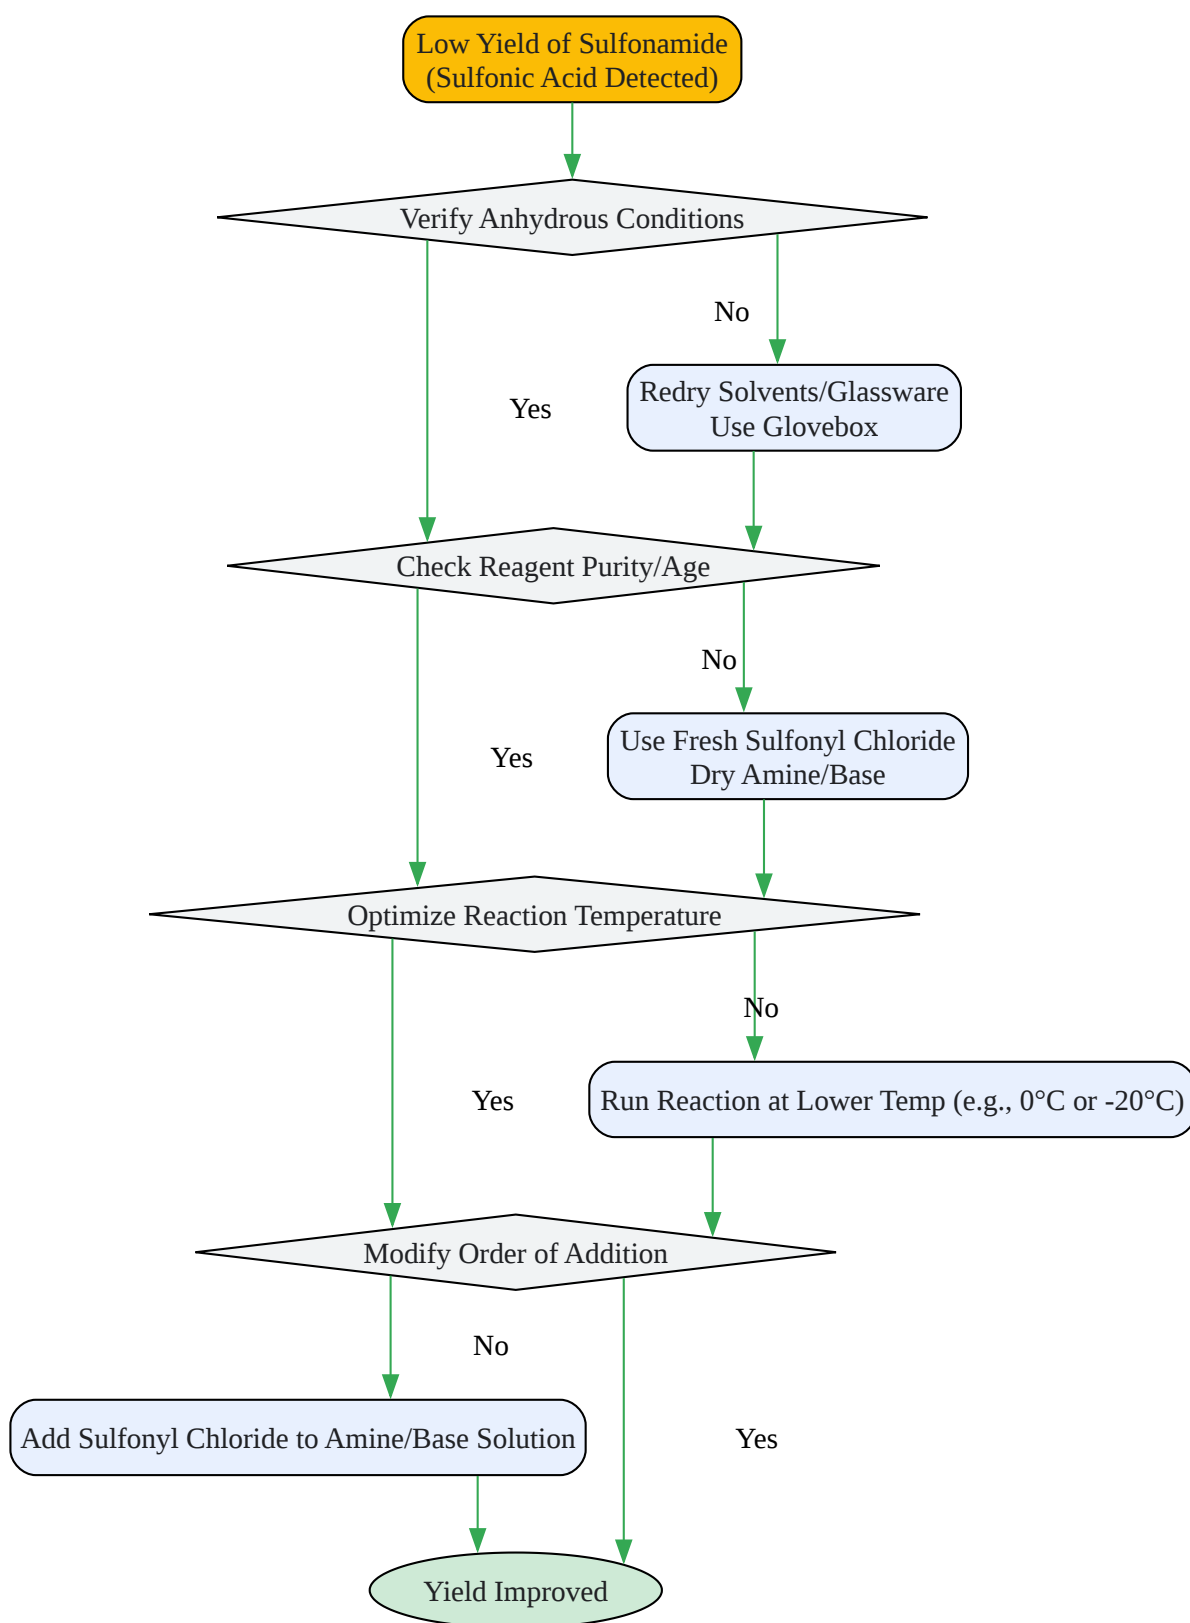 Low Yield of Sulfonamide
(Sulfonic Acid Detected)
Verify Anhydrous Conditions
No
Redry Solvents/Glassware
Use Glovebox
Yes
Check Reagent Purity/Age
No
Use Fresh Sulfonyl Chloride
Dry Amine/Base
Yes
Optimize Reaction Temperature
No
Run Reaction at Lower Temp (e.g., 0°C or -20°C)
Yes
Modify Order of Addition
No
Add Sulfonyl Chloride to Amine/Base Solution
Yes
Yield Improved